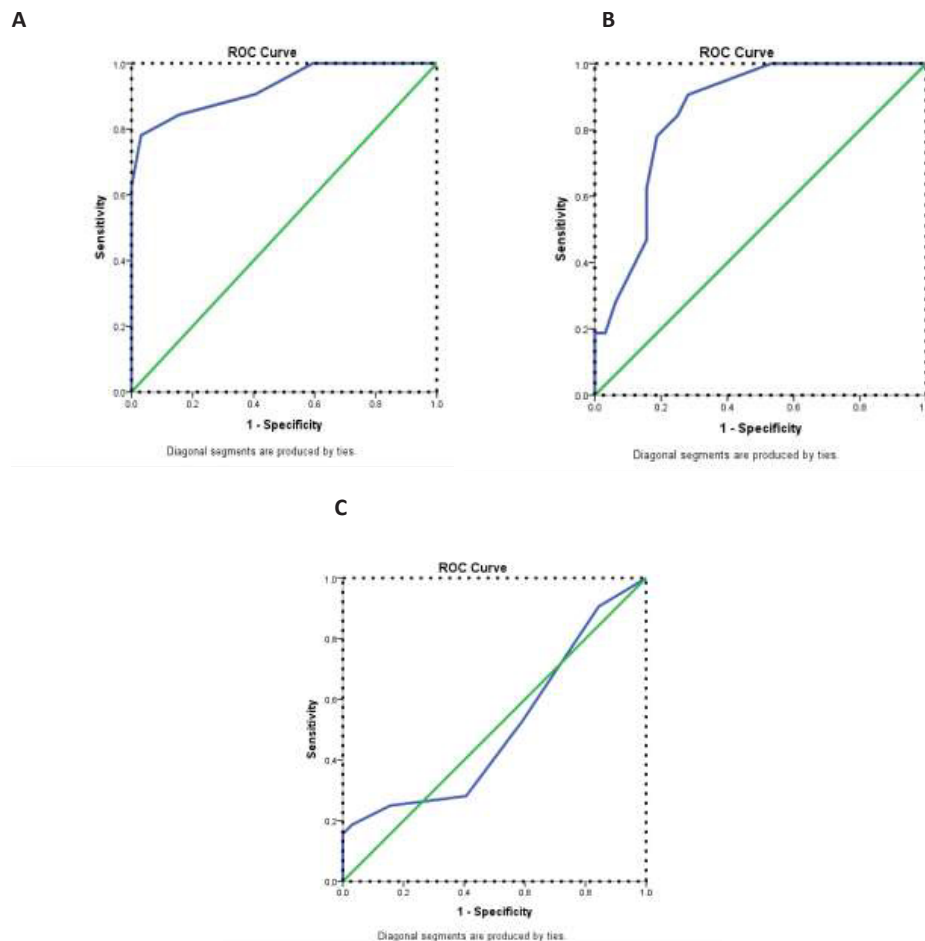 A
ROC Curve
1.0
0.8
0.6
0.4
0.2
0.0
Sensitivity
0.0 0.2 0.4 0.6 0.8 1.0
1 - Specificity
Diagonal segments are produced by ties.
B
ROC Curve
1.0
0.8
0.6
0.4
0.2
0.0
Sensitivity
0.0 0.2 0.4 0.6 0.8
1 - Specificity
Diagonal segments are produced by ties.
C
ROC Curve
1.0
0.8
0.6
0.4
0.2
0.0
Sensitivity
0.0 0.2 0.4 0.6 0.8 1.0
1 - Specificity
Diagonal segments are produced by ties.